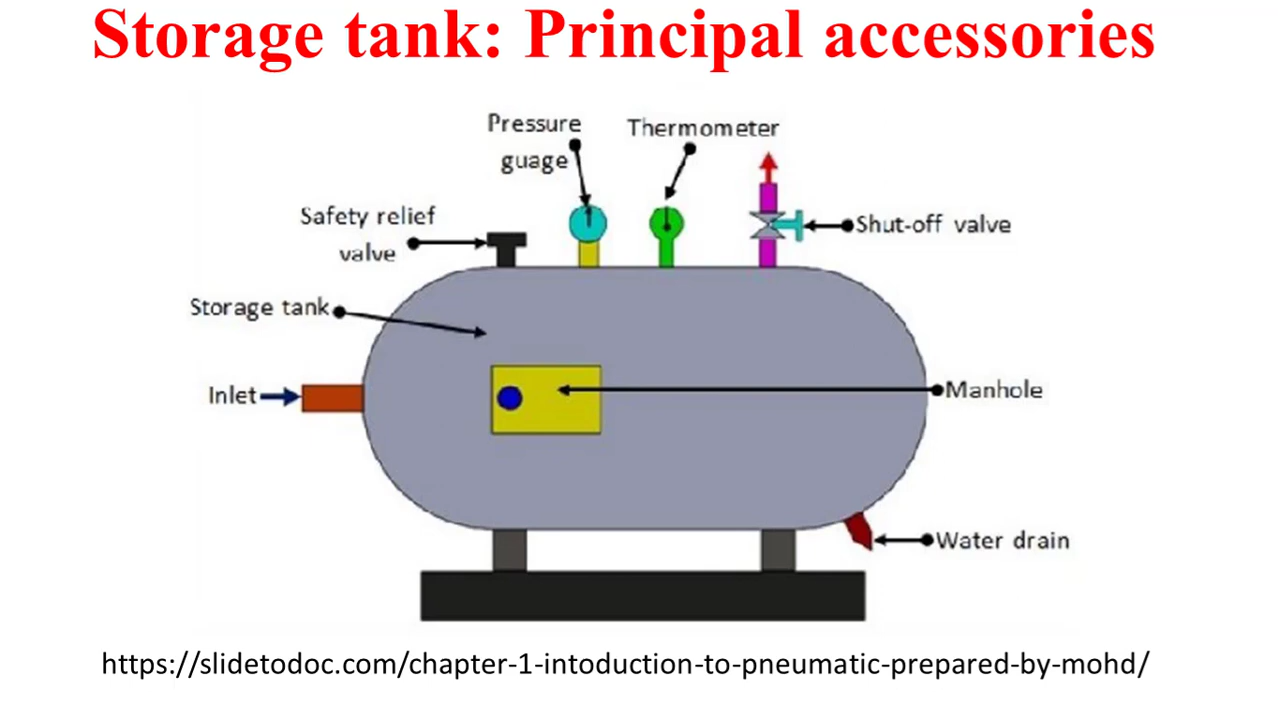 Storage tank: Principal accessories
Pressure
guage
Thermometer
Safety relief
valve
Shut-off valve
Storage tank
Inlet
Manhole
Water drain
https://slidetodoc.com/chapter-1-intoduction-to-pneumatic-prepared-by-mohd/